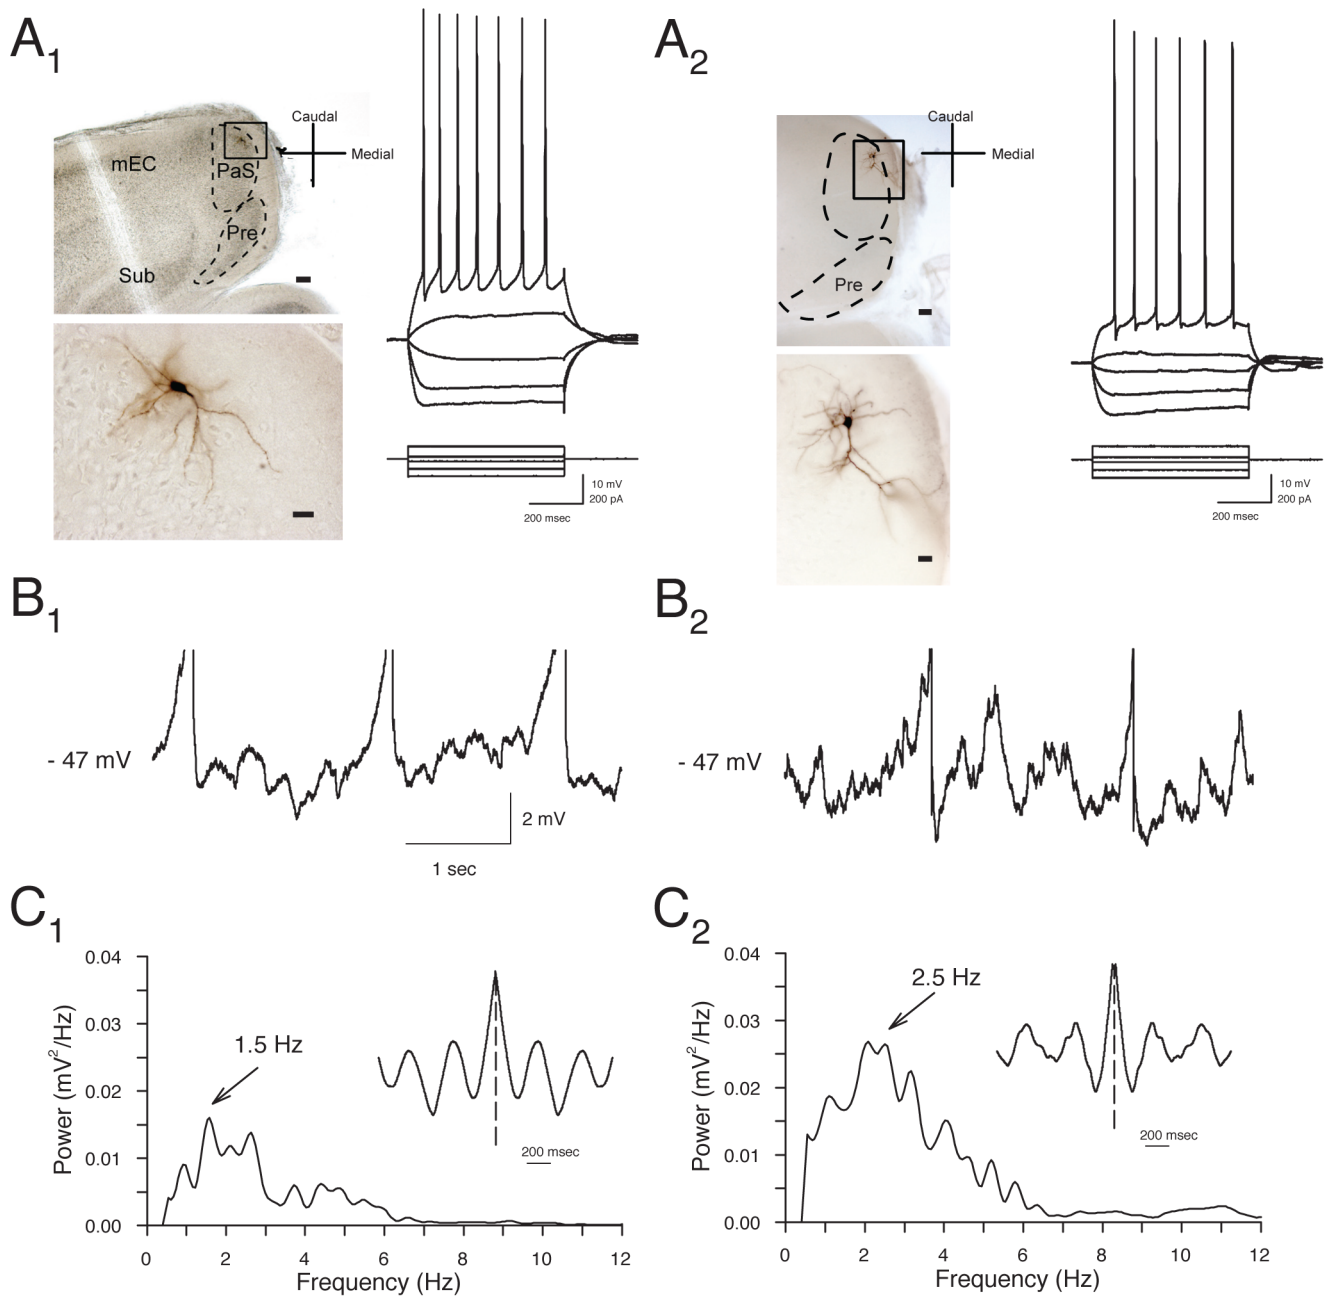 A1
A2
Caudal
Medial
mEC
PaS
Pre
Sub
10 mV
200 pA
200 msec
Caudal
Medial
Pre
10 mV
200 pA
200 msec
B1
B2
- 47 mV
2 mV
1 sec
- 47 mV
C1
C2
0.04
0.03
0.02
0.01
0.00
Power (mV²/Hz)
1.5 Hz
200 msec
0 2 4 6 8 10 12
Frequency (Hz)
0.04
0.03
0.02
0.01
0.00
Power (mV²/Hz)
2.5 Hz
200 msec
0 2 4 6 8 10 12
Frequency (Hz)